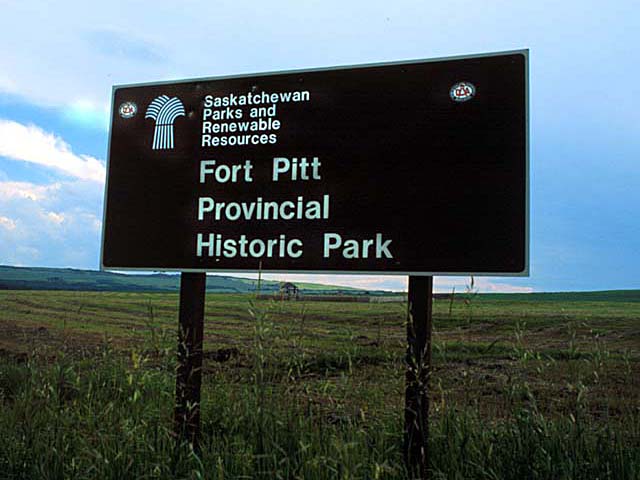 Saskatchewan
Parks and
Renewable
Resources
Fort Pitt
Provincial
Historic Park